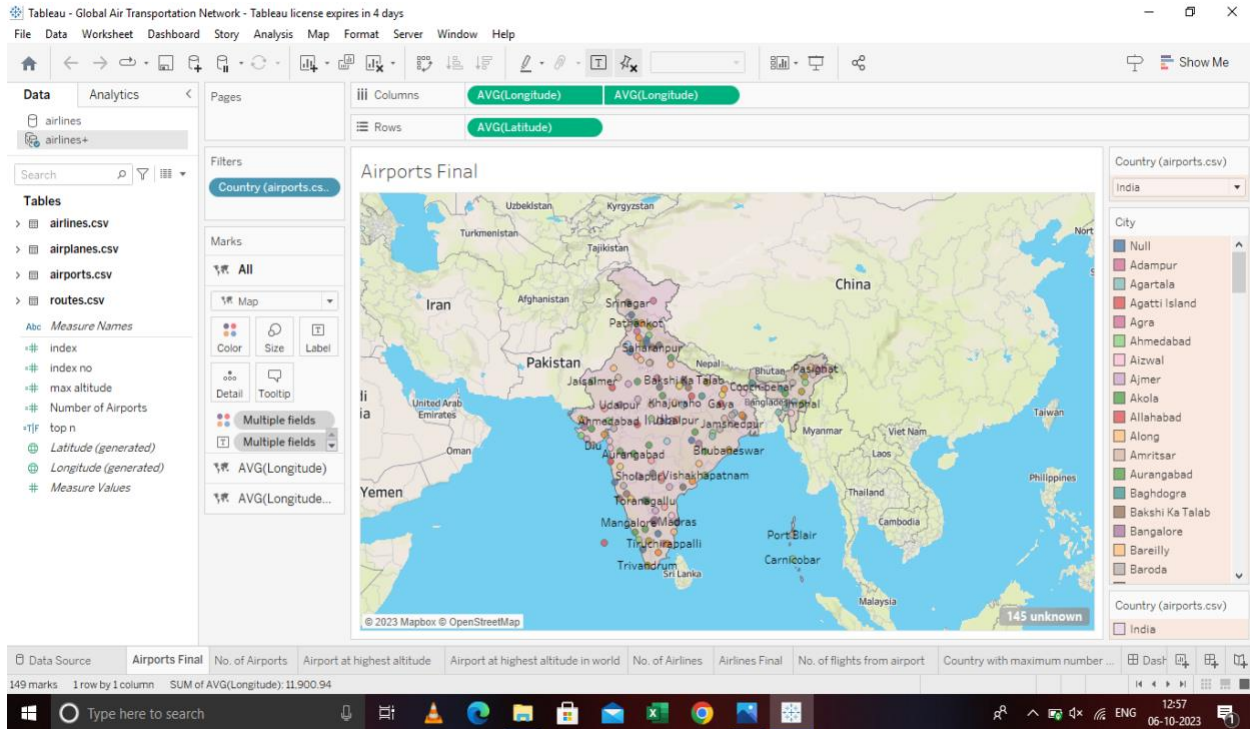 Tableau - Global Air Transportation Network - Tableau license expires in 4 days
File Data Worksheet Dashboard Story Analysis Map Format Server Window Help
Show Me
Data Analytics
airlines
airlines+
Search
Tables
airlines.csv
airplanes.csv
airports.csv
routes.csv
Abc Measure Names
index
index no
max altitude
Number of Airports
top n
Latitude (generated)
Longitude (generated)
Measure Values
Pages
Filters
Country (airports.cs..
Marks
All
Map
Color Size Label
Detail Tooltip
Multiple fields
Multiple fields
AVG(Longitude)
AVG(Longitude...
Columns AVG(Longitude) AVG(Longitude)
Rows AVG(Latitude)
Airports Final
Uzbekistan
Kyrgyzstan
Turkmenistan
Tajikistan
Nort
China
Iran
Afghanistan
Srinagar
Pathankot
Saharanpur
Pakistan
Nepal
Bhutan
Pasighat
Jaisalmer
Bakshi Ka Talab
Coochbehar
United Arab
Emirates
Udaipur
Khajuraho
Gaya
Bangladesh
Imphal
Taiwan
Ahmedabad
Jamshedpur
Myanmar
Viet Nam
Oman
Diu
Aurangabad
Bhubaneswar
Laos
Sholapur
Vishakhapatnam
Philippines
Yemen
Thailand
Toranagallu
Mangalore
Madras
Cambodia
Port Blair
Tiruchirappalli
Carnicobar
Trivandrum
Sri Lanka
Malaysia
145 unknown
© 2023 Mapbox © OpenStreetMap
Country (airports.csv)
India
City
Null
Adampur
Agartala
Agatti Island
Agra
Ahmedabad
Aizwal
Ajmer
Akola
Allahabad
Along
Amritsar
Aurangabad
Baghdogra
Bakshi Ka Talab
Bangalore
Bareilly
Baroda
Country (airports.csv)
India
Data Source Airports Final No. of Airports Airport at highest altitude Airport at highest altitude in world No. of Airlines Airlines Final No. of flights from airport Country with maximum number ... Dash
149 marks 1 row by 1 column SUM of AVG(Longitude): 11,900.94
Type here to search
ENG
12:57
06-10-2023
1